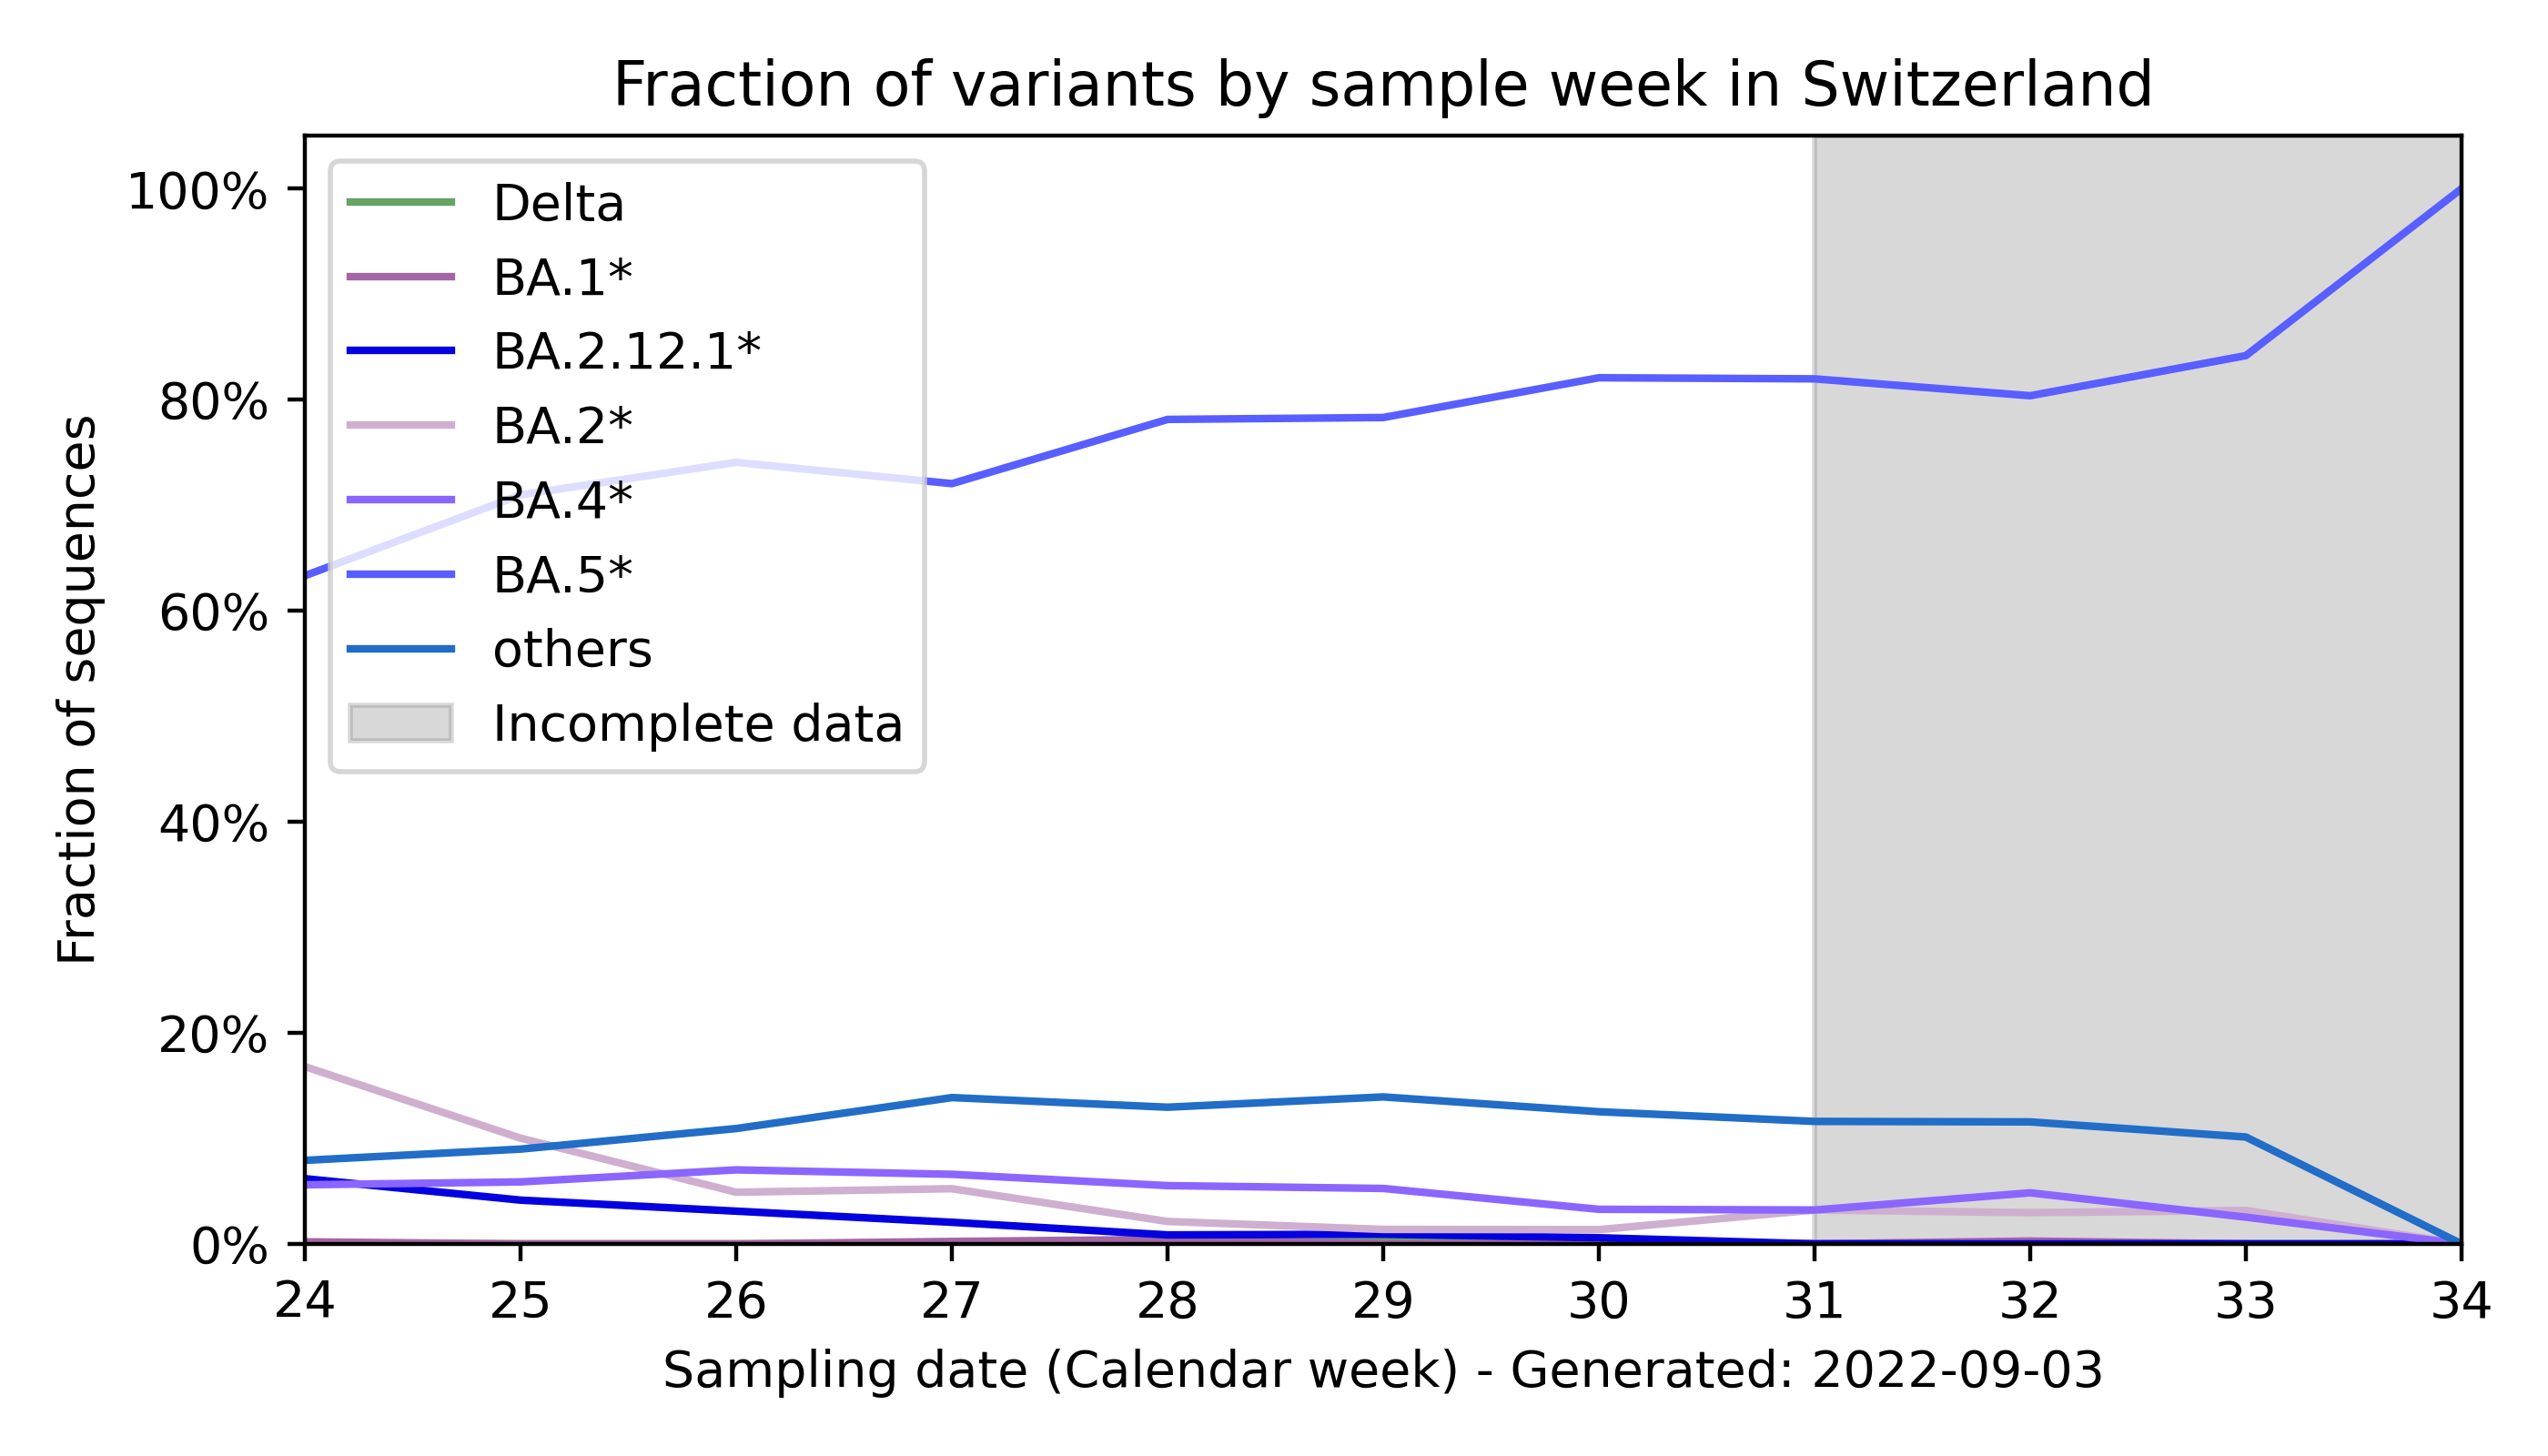 Fraction of variants by sample week in Switzerland
Fraction of sequences
100%
80%
60%
40%
20%
0%
Delta
BA.1*
BA.2.12.1*
BA.2*
BA.4*
BA.5*
others
Incomplete data
24 25 26 27 28 29 30 31 32 33 34
Sampling date (Calendar week) - Generated: 2022-09-03